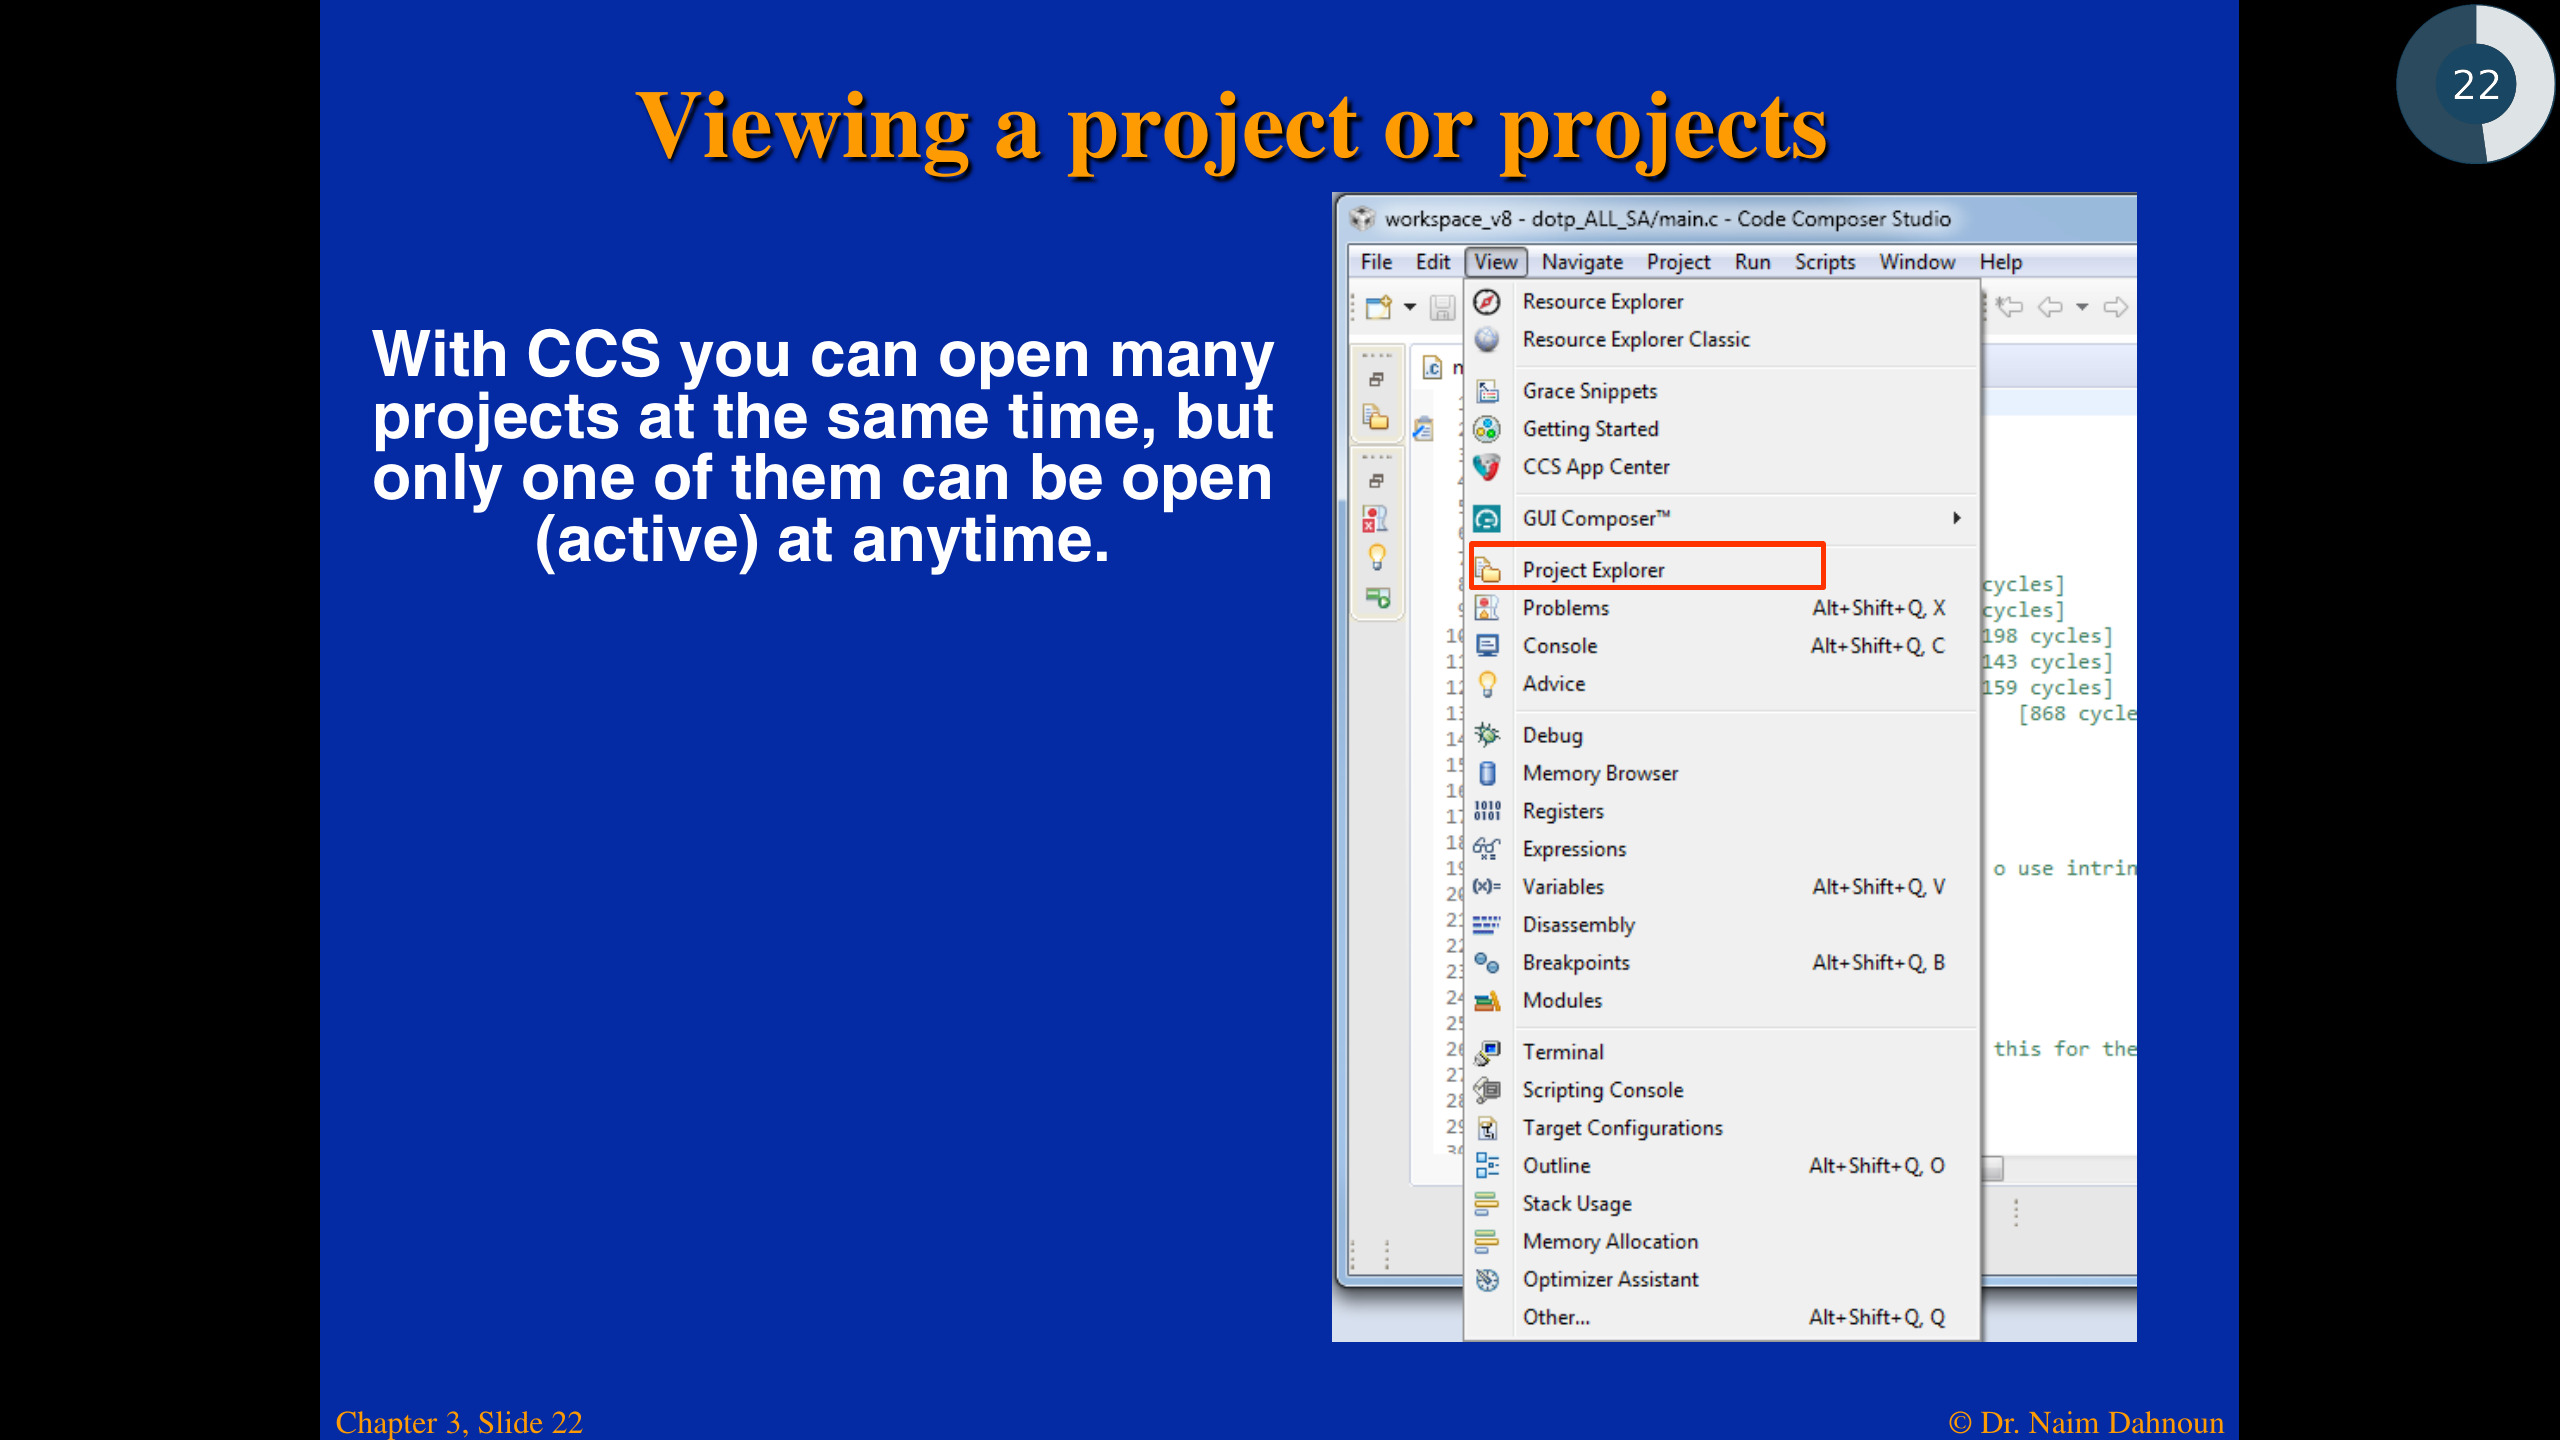 22
Viewing a project or projects
With CCS you can open many
projects at the same time, but
only one of them can be open
(active) at anytime.
workspace_v8 - dotp_ALL_SA/main.c - Code Composer Studio
File Edit View Navigate Project Run Scripts Window Help
Resource Explorer
Resource Explorer Classic
Grace Snippets
Getting Started
CCS App Center
GUI Composer™
Project Explorer
Problems Alt+Shift+Q, X
Console Alt+Shift+Q, C
Advice
Debug
Memory Browser
Registers
Expressions
Variables Alt+Shift+Q, V
Disassembly
Breakpoints Alt+Shift+Q, B
Modules
Terminal
Scripting Console
Target Configurations
Outline Alt+Shift+Q, O
Stack Usage
Memory Allocation
Optimizer Assistant
Other... Alt+Shift+Q, Q
cycles]
cycles]
198 cycles]
143 cycles]
159 cycles]
[868 cycle
o use intrin
this for the
Chapter 3, Slide 22
© Dr. Naim Dahnoun